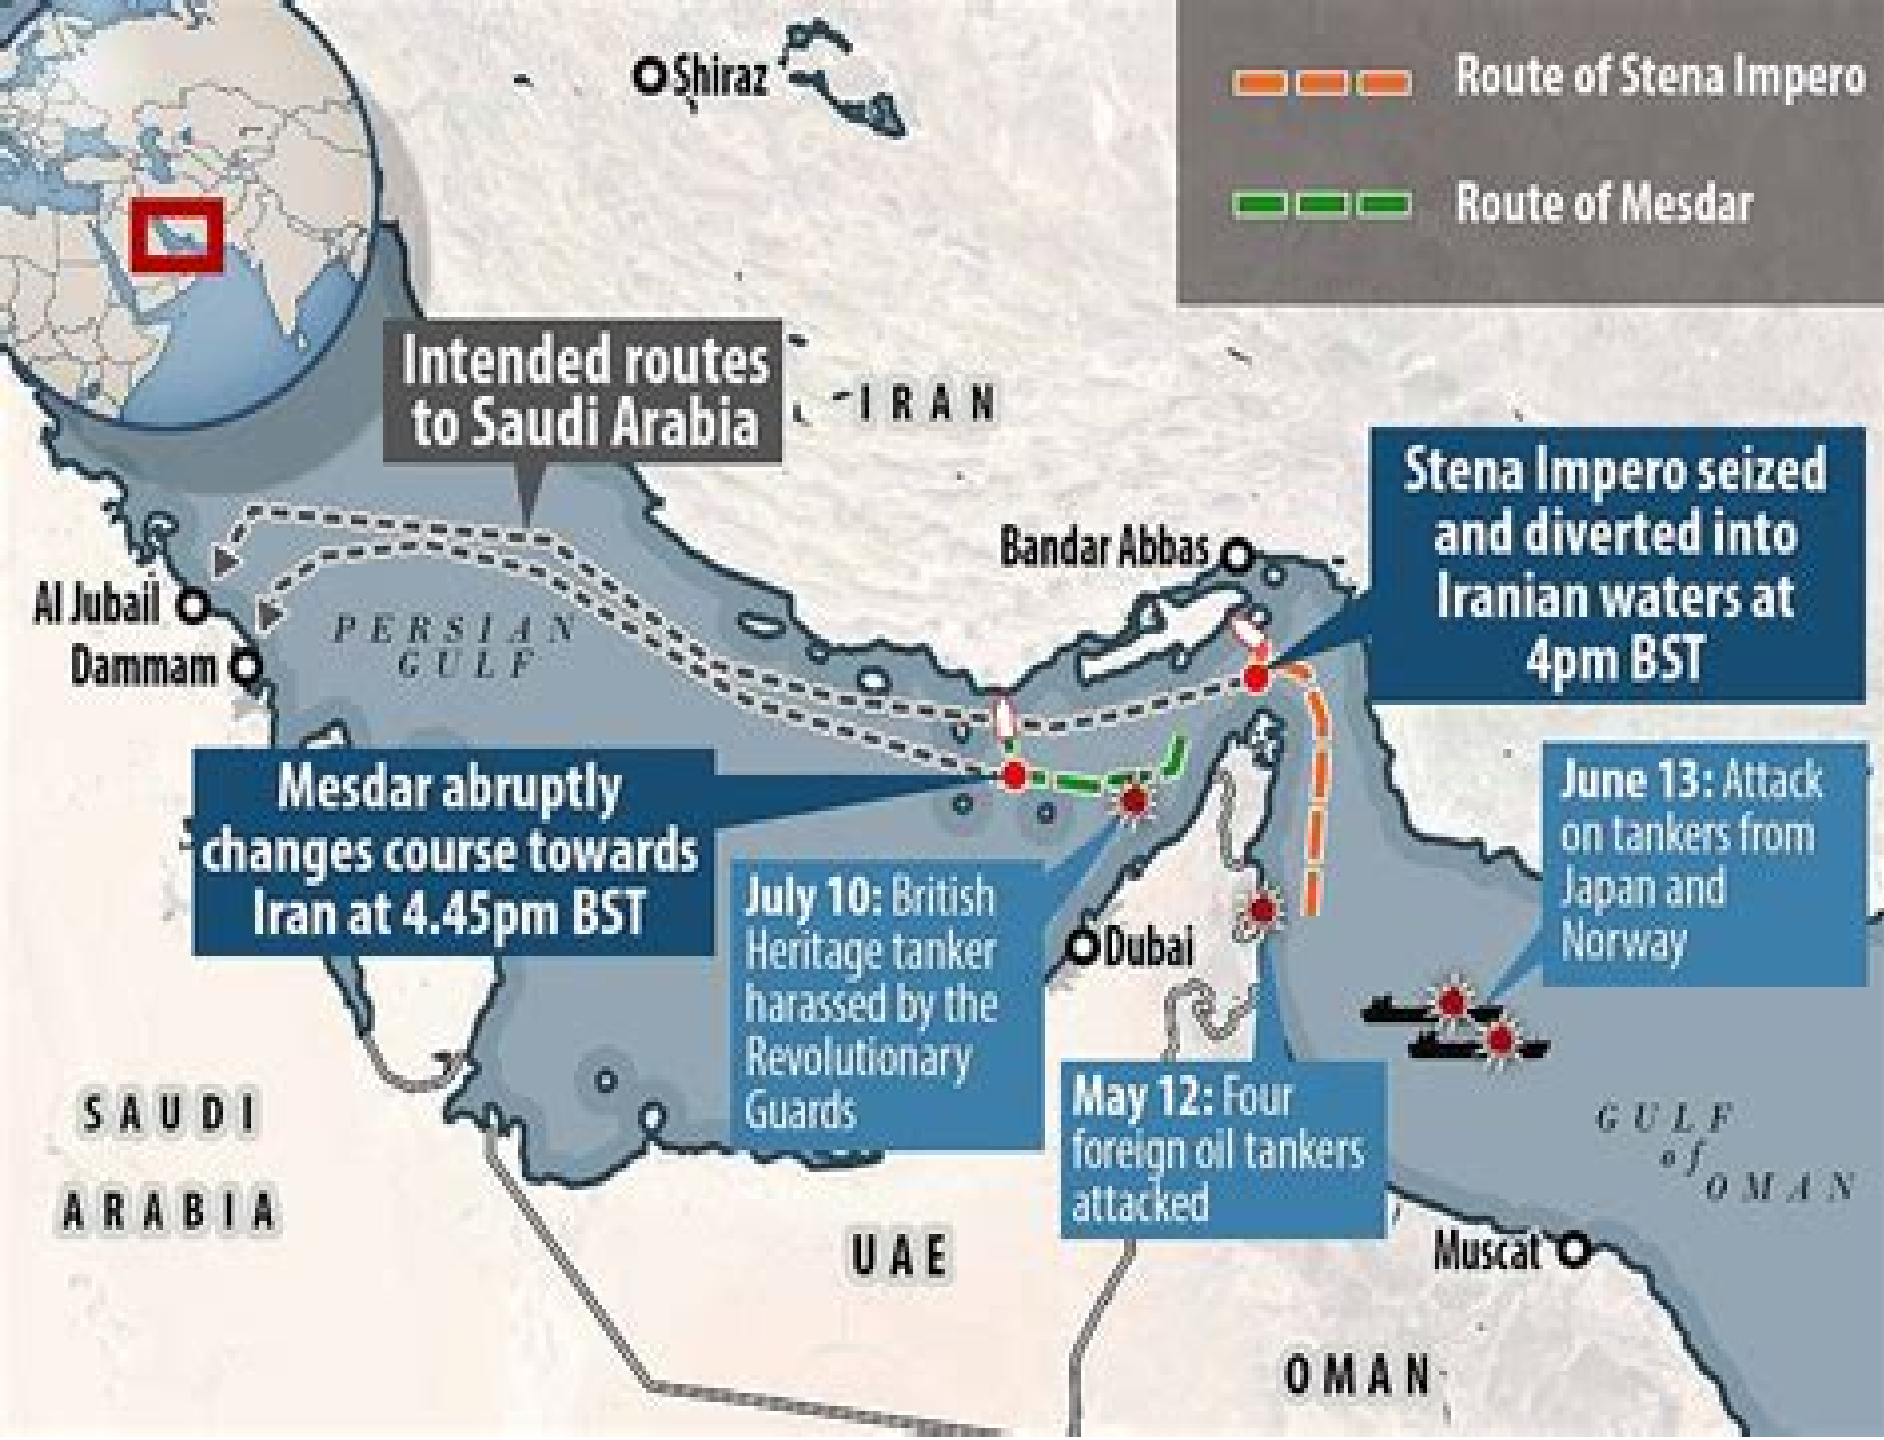 Shiraz
Route of Stena Impero
Route of Mesdar
Intended routes
to Saudi Arabia
IRAN
Stena Impero seized
and diverted into
Iranian waters at
4pm BST
Bandar Abbas
Al Jubail
Dammam
PERSIAN
GULF
Mesdar abruptly
changes course towards
Iran at 4.45pm BST
June 13: Attack
on tankers from
Japan and
Norway
July 10: British
Heritage tanker
harassed by the
Revolutionary
Guards
Dubai
May 12: Four
foreign oil tankers
attacked
SAUDI
ARABIA
GULF
of
OMAN
UAE
Muscat
OMAN